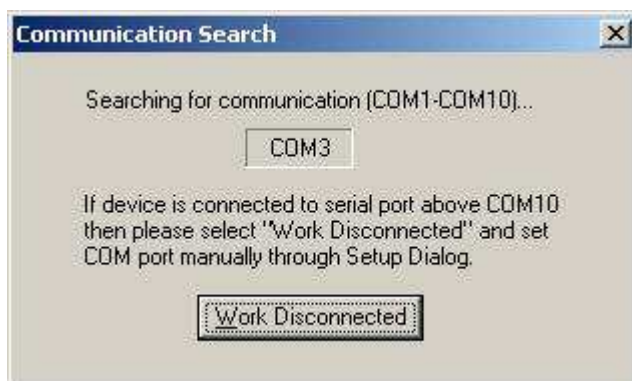 Communication Search
Searching for communication (COM1-COM10)...
COM3
If device is connected to serial port above COM10
then please select "Work Disconnected" and set
COM port manually through Setup Dialog.
Work Disconnected